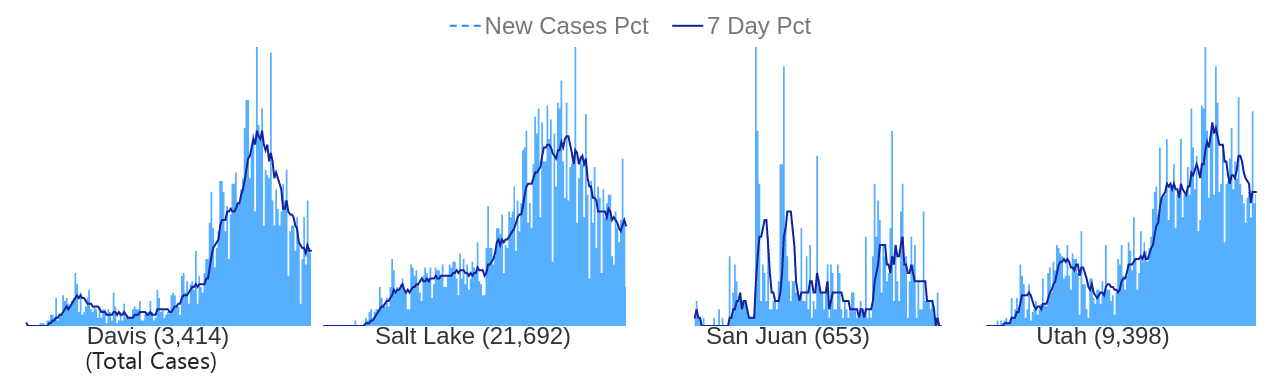 New Cases Pct 7 Day Pct
Davis (3,414) Salt Lake (21,692) San Juan (653) Utah (9,398)
(Total Cases)